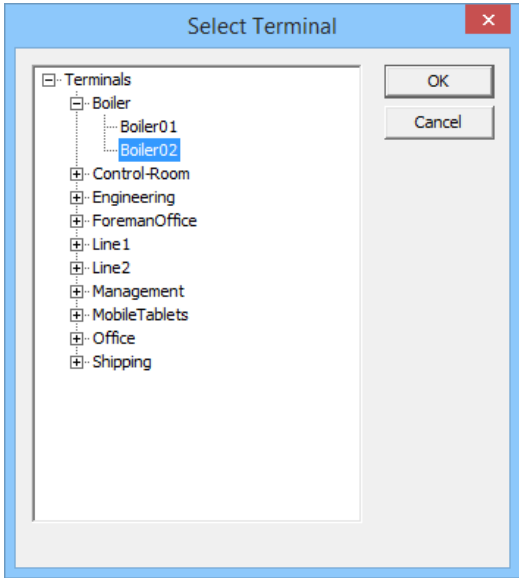 Select Terminal
Terminals
Boiler
Boiler01
Boiler02
Control-Room
Engineering
ForemanOffice
Line1
Line2
Management
MobileTablets
Office
Shipping
OK
Cancel